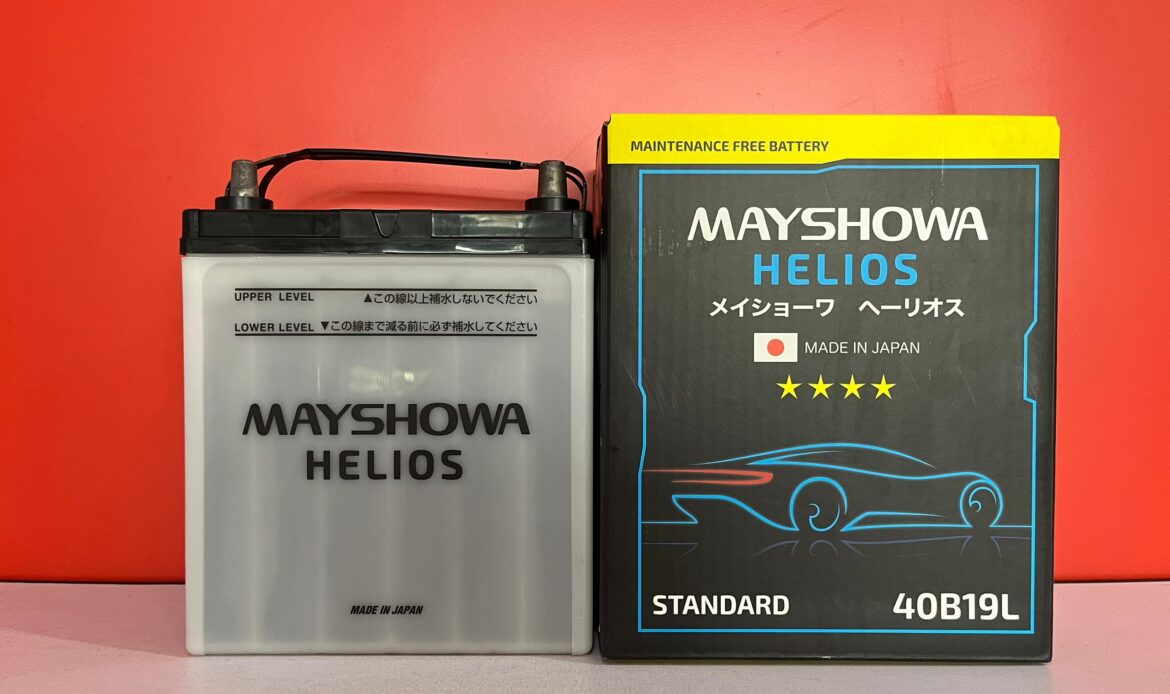 UPPER LEVEL ▲この線以上補水しないでください
LOWER LEVEL ▼この線まで減る前に必ず補水してください
MAYSHOWA
HELIOS
MADE IN JAPAN
MAINTENANCE FREE BATTERY
MAYSHOWA
HELIOS
メイショーワ ヘーリオス
MADE IN JAPAN
STANDARD 40B19L